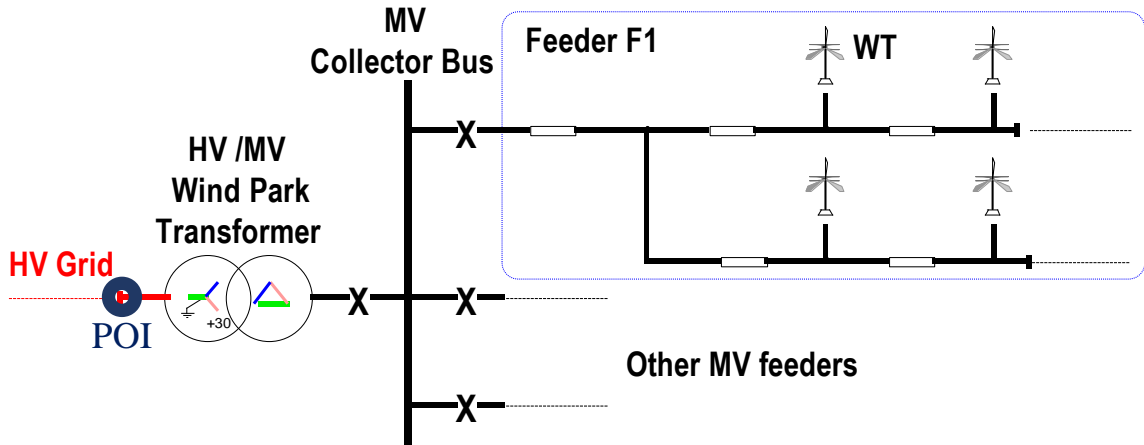 MV
Collector Bus
Feeder F1
WT
X
HV /MV
Wind Park
Transformer
HV Grid
+30
POI
X
X
Other MV feeders
X